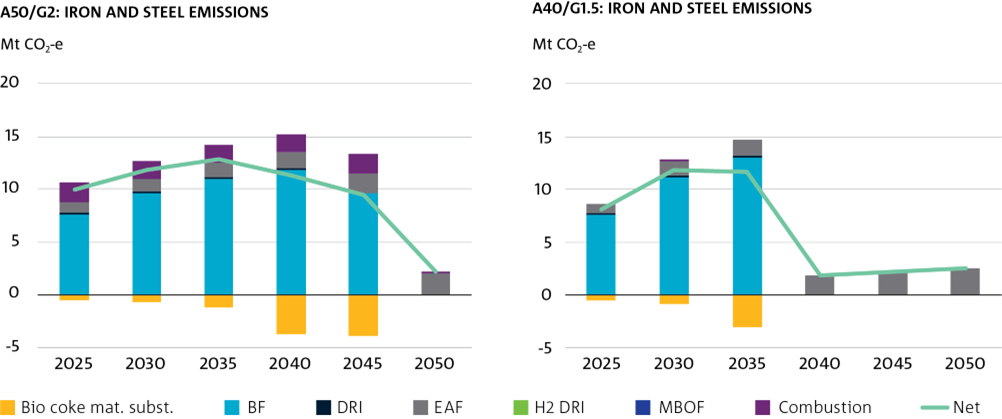 A50/G2: IRON AND STEEL EMISSIONS
Mt CO₂-e
20
15
10
5
0
-5
2025 2030 2035 2040 2045 2050
A40/G1.5: IRON AND STEEL EMISSIONS
Mt CO₂-e
20
15
10
5
0
-5
2025 2030 2035 2040 2045 2050
Bio coke mat. subst. BF DRI EAF H2 DRI MBOF Combustion Net